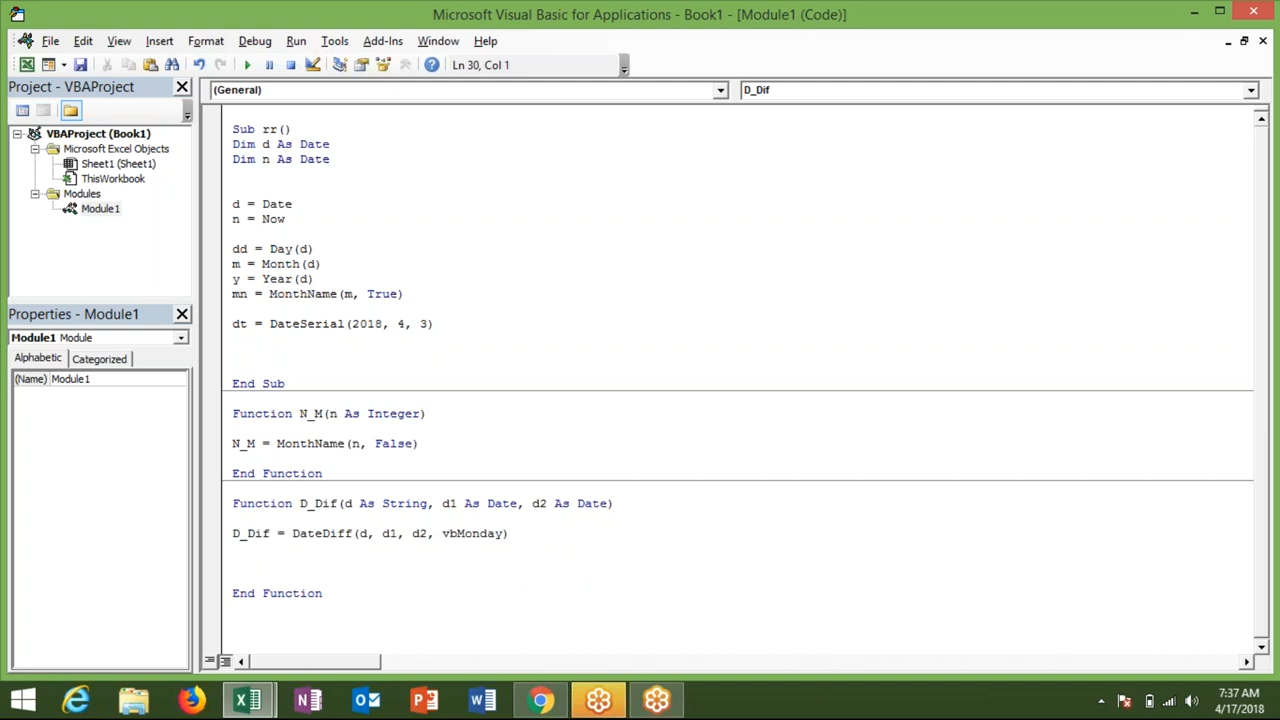 Microsoft Visual Basic for Applications - Book1 - [Module1 (Code)]
File Edit View Insert Format Debug Run Tools Add-Ins Window Help
Ln 30, Col 1
Project - VBAProject
(General)
D_Dif
VBAProject (Book1)
Microsoft Excel Objects
Sheet1 (Sheet1)
ThisWorkbook
Modules
Module1
Properties - Module1
Module1 Module
Alphabetic Categorized
(Name) Module1
Sub rr()
Dim d As Date
Dim n As Date
d = Date
n = Now
dd = Day(d)
m = Month(d)
y = Year(d)
mn = MonthName(m, True)
dt = DateSerial(2018, 4, 3)
End Sub
Function N_M(n As Integer)
N_M = MonthName(n, False)
End Function
Function D_Dif(d As String, d1 As Date, d2 As Date)
D_Dif = DateDiff(d, d1, d2, vbMonday)
End Function
7:37 AM
4/17/2018